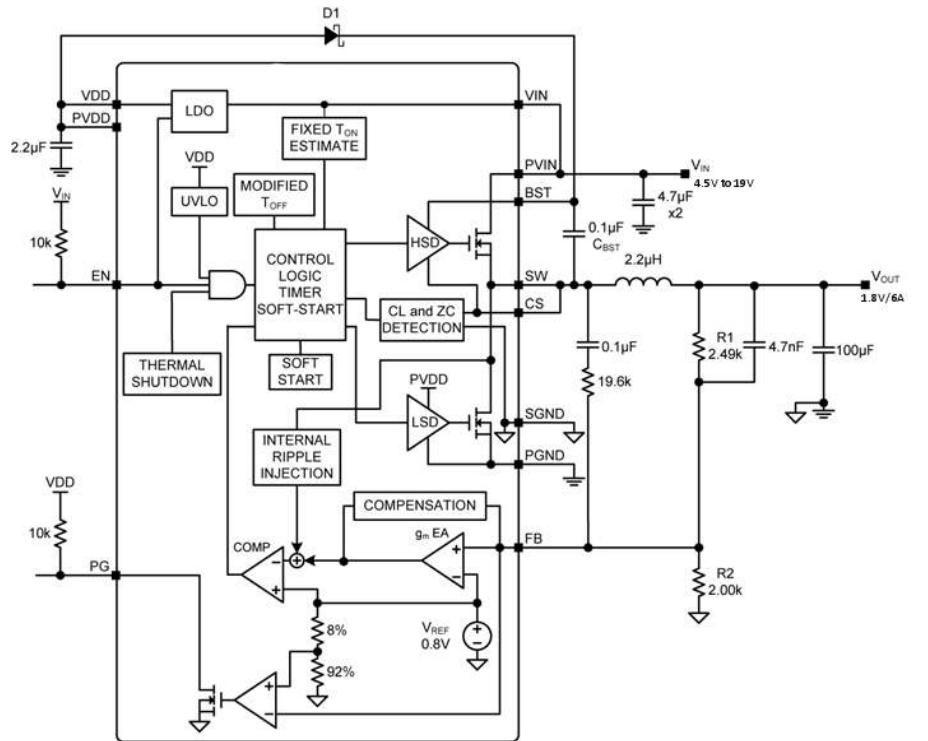 D1
VDD
PVDD
2.2µF
LDO
VIN
FIXED TON
ESTIMATE
PVIN
VIN
4.5V to 19V
4.7µF
x2
VDD
UVLO
MODIFIED
TOFF
BST
0.1µF
CBST
VIN
10k
EN
HSD
CONTROL
LOGIC
TIMER
SOFT-START
SW
2.2µH
VOUT
1.8V/6A
CS
CL and ZC
DETECTION
THERMAL
SHUTDOWN
SOFT
START
0.1µF
19.6k
R1
2.49k
4.7nF
100µF
PVDD
LSD
SGND
PGND
INTERNAL
RIPPLE
INJECTION
VDD
10k
PG
COMPENSATION
gm EA
FB
COMP
+
−
+
−
+
R2
2.00k
VREF
0.8V
+
−
8%
92%
+
−